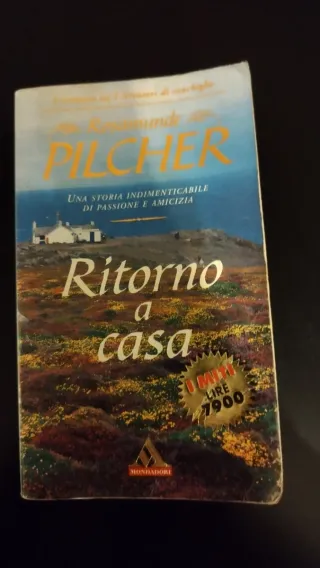 Rosamunde
PILCHER
UNA STORIA INDIMENTICABILE
DI PASSIONE E AMICIZIA
Ritorno
a
casa
I MITI
LIRE
7900
MONDADORI